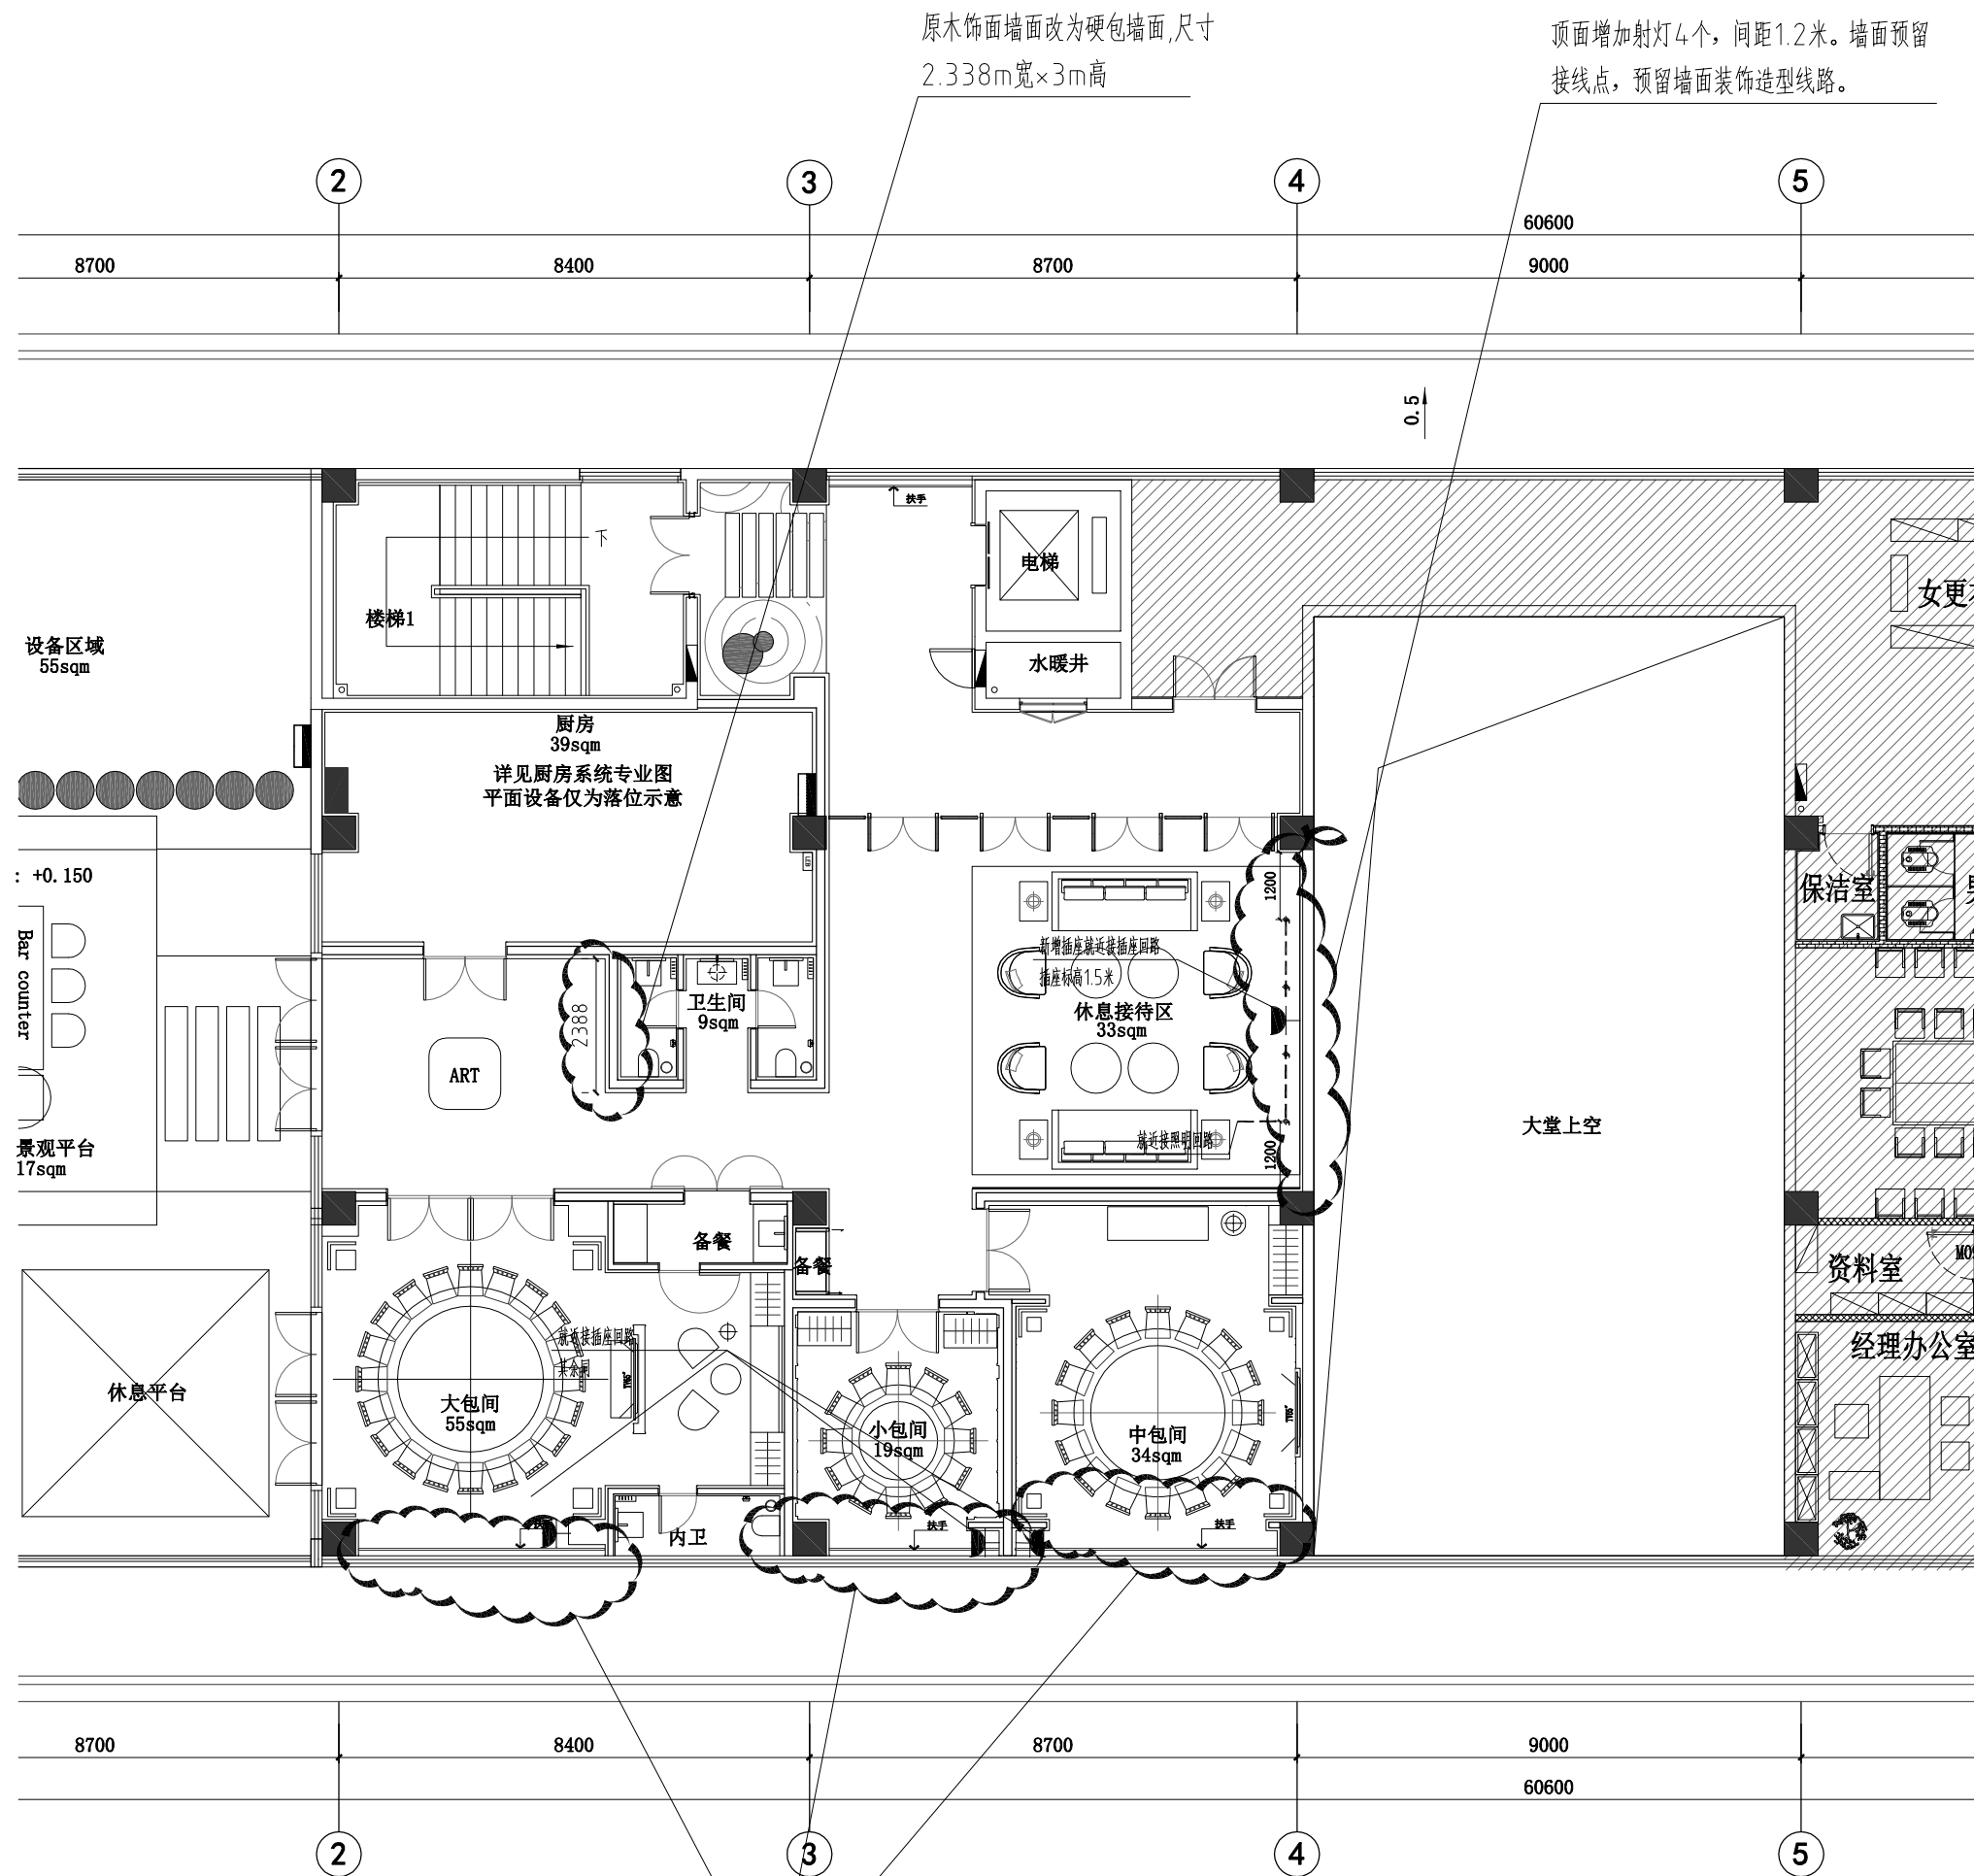 原木饰面墙面改为硬包墙面,尺寸
2.338m宽×3m高
顶面增加射灯4个，间距1.2米。墙面预留
接线点，预留墙面装饰造型线路。
2
3
4
5
60600
8700
8400
8700
9000
0.5
扶手
下
电梯
楼梯1
女更
设备区域
55sqm
水暖井
厨房
39sqm
详见厨房系统专业图
平面设备仅为落位示意
: +0.150
1200
保洁室
Bar counter
新增插座就近接插座回路
插座标高1.5米
卫生间
9sqm
休息接待区
33sqm
2388
ART
大堂上空
就近接照明回路
1200
景观平台
17sqm
备餐
备餐
资料室
就近接插座回路
其余同
经理办公室
休息平台
大包间
55sqm
小包间
19sqm
中包间
34sqm
扶手
内卫
扶手
扶手
8700
8400
8700
9000
60600
2
3
4
5